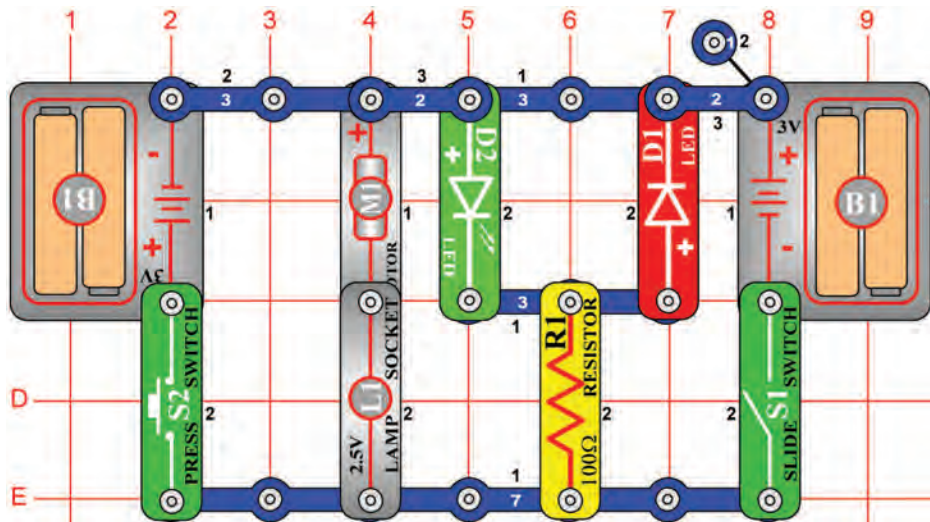 1 2 3 4 5 6 7 8 9
1 2
2 3 1
3 2 3 2
3
3V
B1
-
+
3V
1
+
M1
MOTOR
1
D2
+
LED
2
D1
LED
+
2
+
-
1
B1
3
1
S2
PRESS SWITCH
2
L1
2.5V
LAMP SOCKET
2
R1
RESISTOR
100Ω
S1
SLIDE SWITCH
2
D
E
1
7